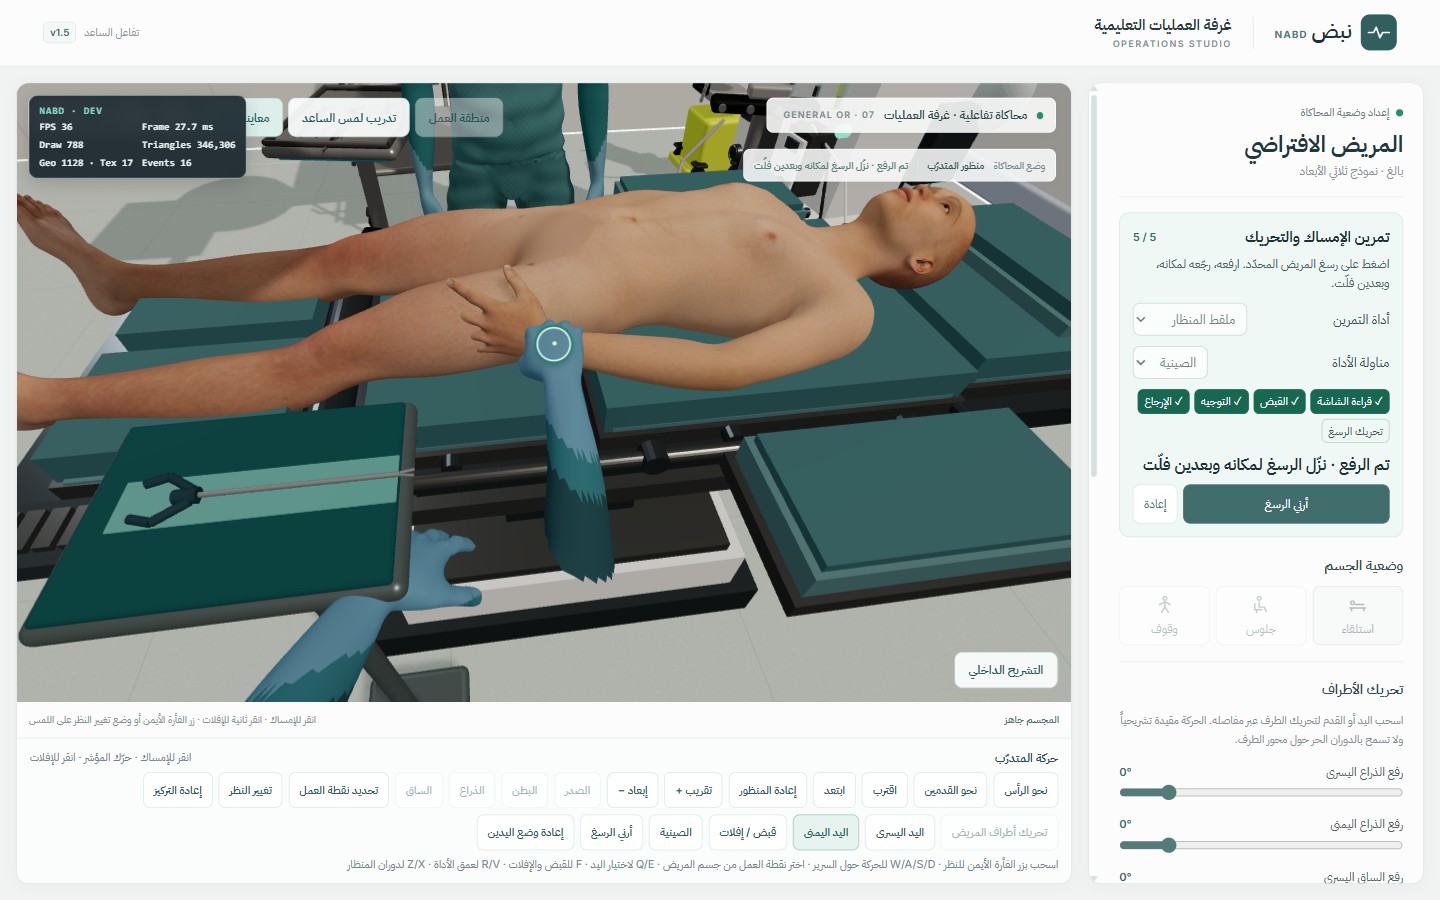 نبض NABD
غرفة العمليات التعليمية
OPERATIONS STUDIO
تفاعل الساعد v1.5
إعداد وضعية المحاكاة
المريض الافتراضي
بالغ · نموذج ثلاثي الأبعاد
تمرين الإمساك والتحريك 5 / 5
اضغط على رسغ المريض المحدّد. ارفعه، رجّعه لمكانه،
وبعدين فلّت.
أداة التمرين ملقط المنظار
مناولة الأداة الصينية
✓ قراءة الشاشة ✓ القبض ✓ التوجيه ✓ الإرجاع
تحريك الرسغ
تم الرفع · نزّل الرسغ لمكانه وبعدين فلّت
أرني الرسغ إعادة
وضعية الجسم
استلقاء جلوس وقوف
تحريك الأطراف
اسحب اليد أو القدم لتحريك الطرف عبر مفاصله. الحركة مقيدة تشريحياً
ولا تسمح بالدوران الحر حول محور الطرف.
رفع الذراع اليسرى 0°
رفع الذراع اليمنى 0°
رفع الساق اليسرى 0°
محاكاة تفاعلية · غرفة العمليات GENERAL OR · 07
وضع المحاكاة منظور المتدرّب تم الرفع · نزّل الرسغ لمكانه وبعدين فلّت
منطقة العمل تدريب لمس الساعد
NABD · DEV
FPS 36 Frame 27.7 ms
Draw 788 Triangles 346,306
Geo 1128 · Tex 17 Events 16
التشريح الداخلي
المجسم جاهز انقر للإمساك · انقر ثانية للإفلات · زر الفأرة الأيمن أو وضع تغيير النظر على اللمس
حركة المتدرّب انقر للإمساك · حرّك المؤشر · انقر للإفلات
نحو الرأس نحو القدمين اقترب ابتعد إعادة المنظور تقريب + إبعاد − الصدر البطن الذراع الساق تحديد نقطة العمل تغيير النظر إعادة التركيز
تحريك أطراف المريض اليد اليسرى اليد اليمنى قبض / إفلات الصينية أرني الرسغ إعادة وضع اليدين
اسحب بزر الفأرة الأيمن للنظر · W/A/S/D للحركة حول السرير · اختر نقطة العمل من جسم المريض · Q/E لاختيار اليد · F للقبض والإفلات · R/V لعمق الأداة · Z/X لدوران المنظار